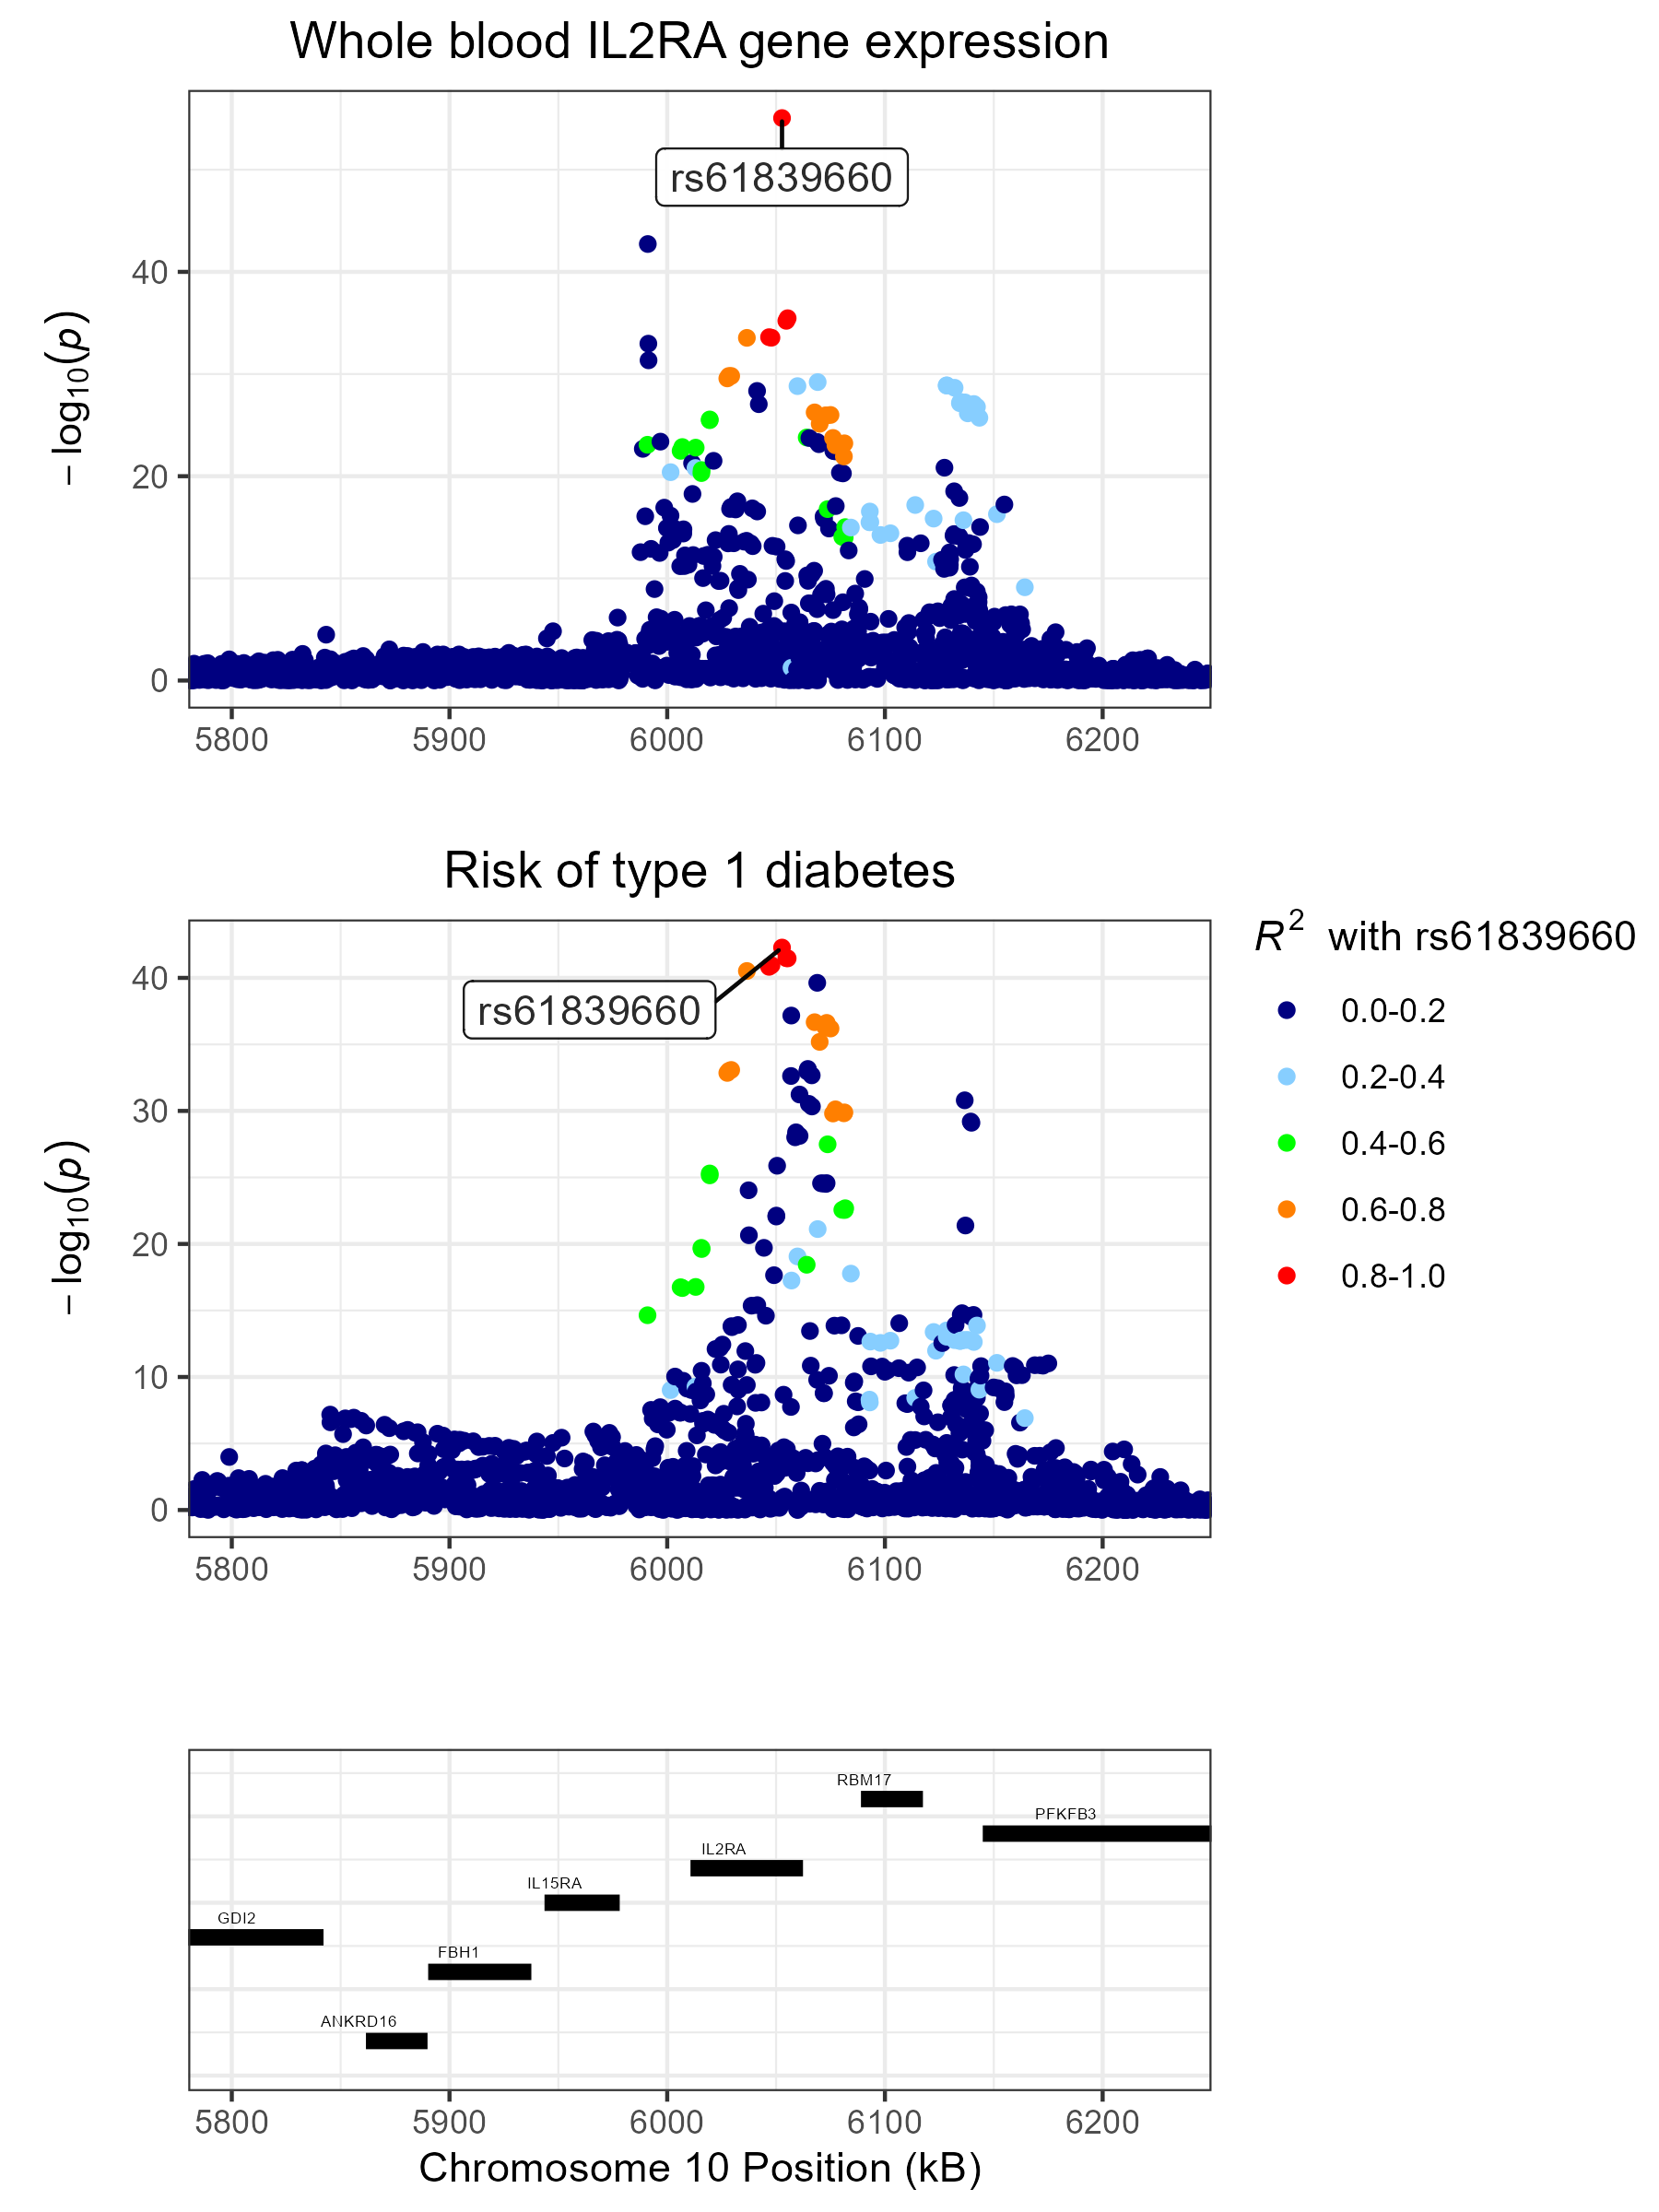 Whole blood IL2RA gene expression
rs61839660
40
20
0
− log10(p)
5800 5900 6000 6100 6200
Risk of type 1 diabetes
rs61839660
40
30
20
10
0
− log10(p)
5800 5900 6000 6100 6200
R2 with rs61839660
0.0-0.2
0.2-0.4
0.4-0.6
0.6-0.8
0.8-1.0
RBM17
PFKFB3
IL2RA
IL15RA
GDI2
FBH1
ANKRD16
5800 5900 6000 6100 6200
Chromosome 10 Position (kB)